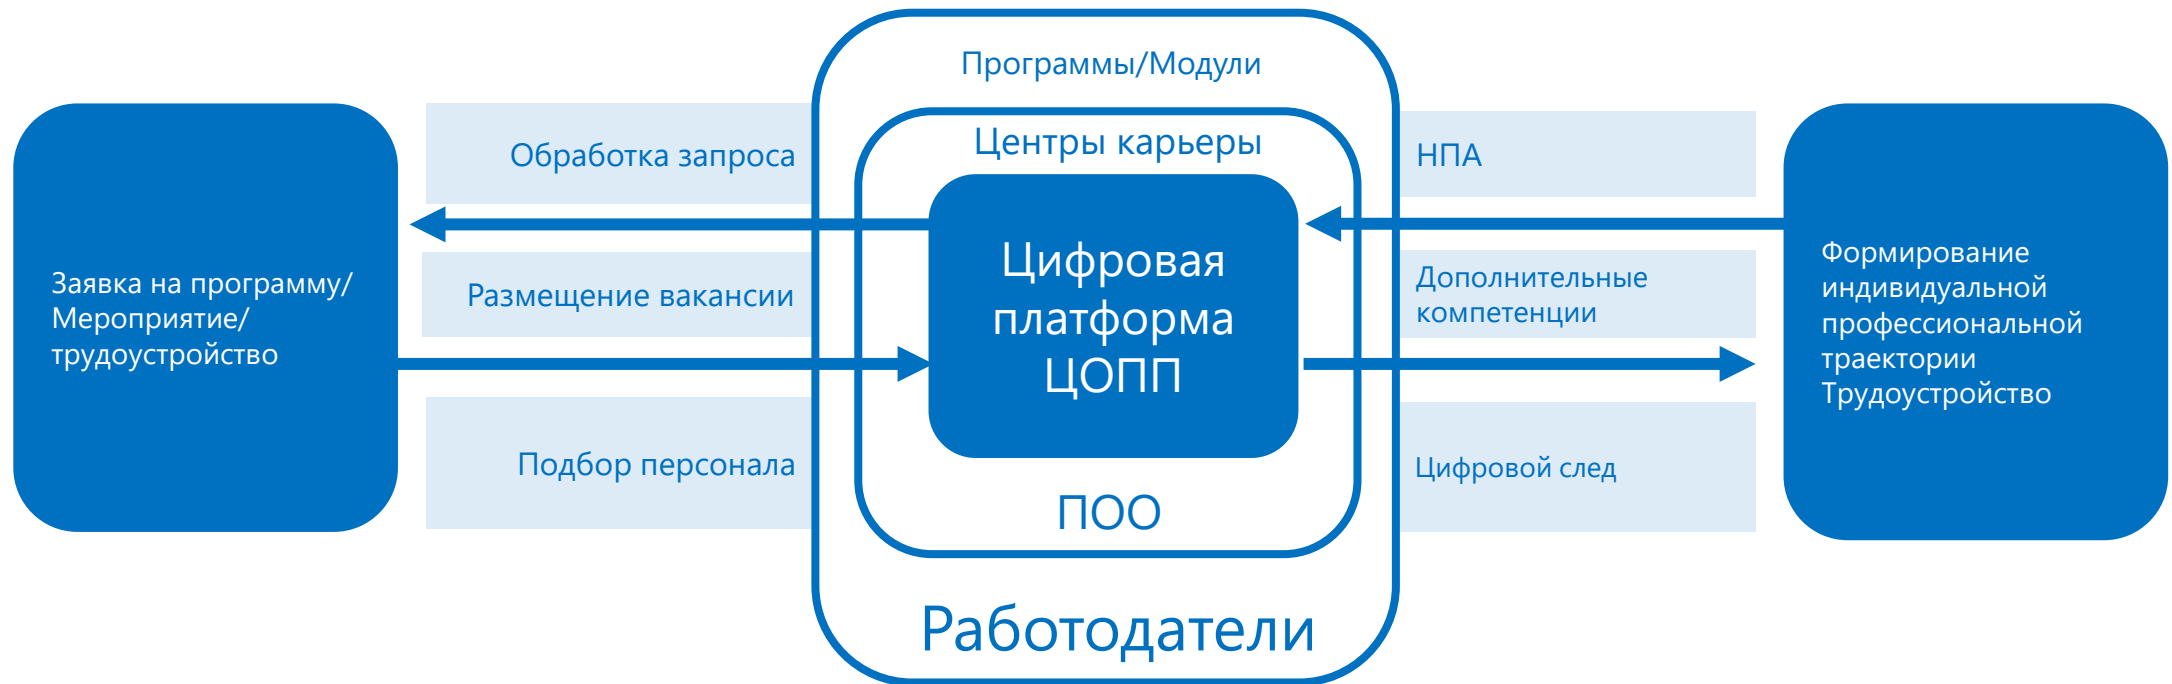 Заявка на программу/
Мероприятие/
трудоустройство
Обработка запроса
Размещение вакансии
Подбор персонала
Программы/Модули
Центры карьеры
Цифровая
платформа
ЦОПП
ПОО
Работодатели
НПА
Дополнительные
компетенции
Цифровой след
Формирование
индивидуальной
профессиональной
траектории
Трудоустройство